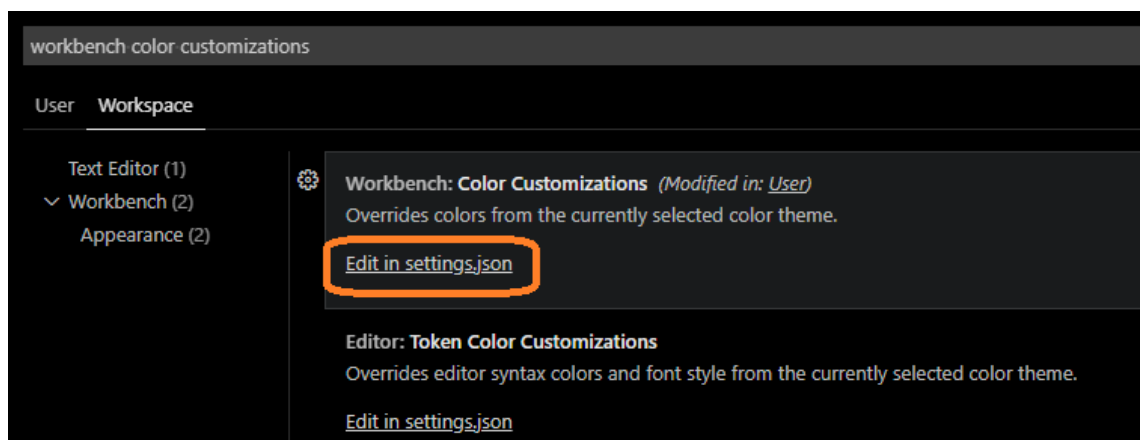 workbench color customizations
User Workspace
Text Editor (1)
Workbench (2)
Appearance (2)
Workbench: Color Customizations (Modified in: User)
Overrides colors from the currently selected color theme.
Edit in settings.json
Editor: Token Color Customizations
Overrides editor syntax colors and font style from the currently selected color theme.
Edit in settings.json